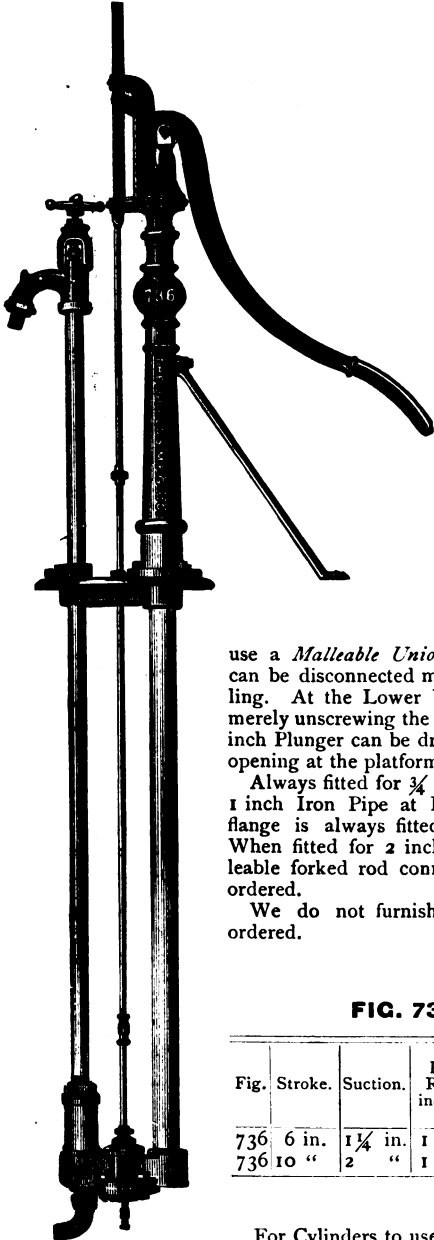 736
use a Malleable Unio
can be disconnected m
ling. At the Lower
merely unscrewing the
inch Plunger can be dr
opening at the platform
Always fitted for ¾
1 inch Iron Pipe at
flange is always fitted
When fitted for 2 inc
leable forked rod con
ordered.
We do not furnish
ordered.
FIG. 73
Fig. Stroke. Suction.
in
736 6 in. 1¼ in. 1
736 10 “ 2 “ 1
For Cylinders to use